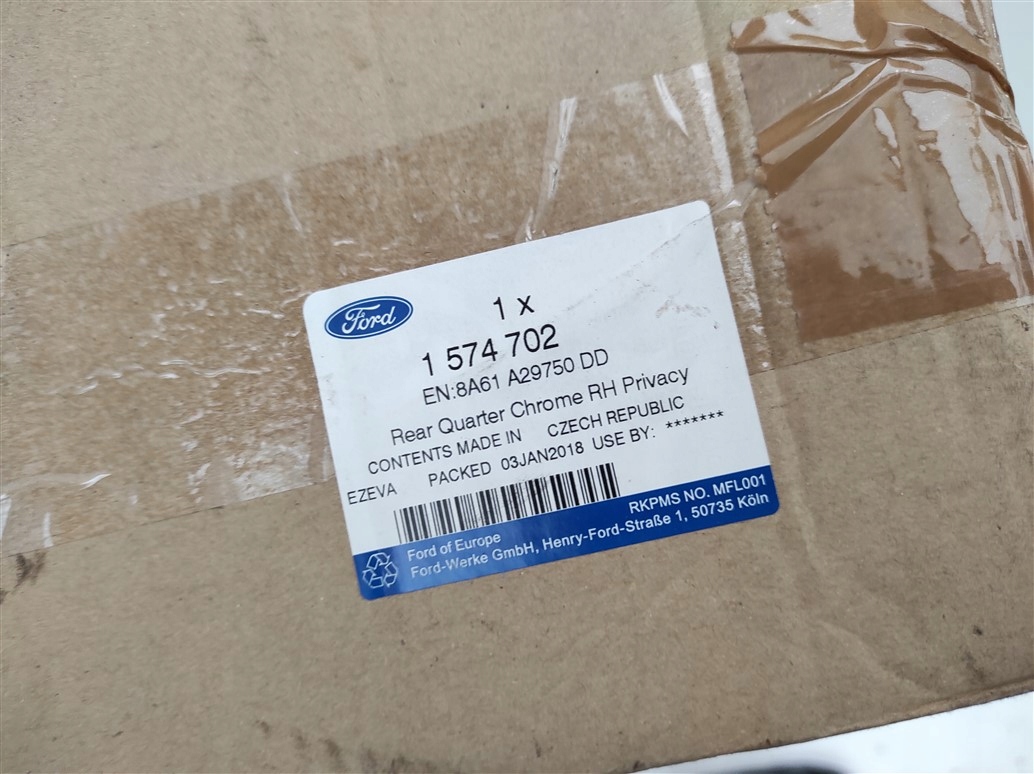 Ford
1 x
1 574 702
EN:8A61 A29750 DD
Rear Quarter Chrome RH Privacy
CONTENTS MADE IN CZECH REPUBLIC
EZEVA PACKED 03JAN2018 USE BY: *******
RKPMS NO. MFL001
Ford of Europe
Ford-Werke GmbH, Henry-Ford-Straße 1, 50735 Köln